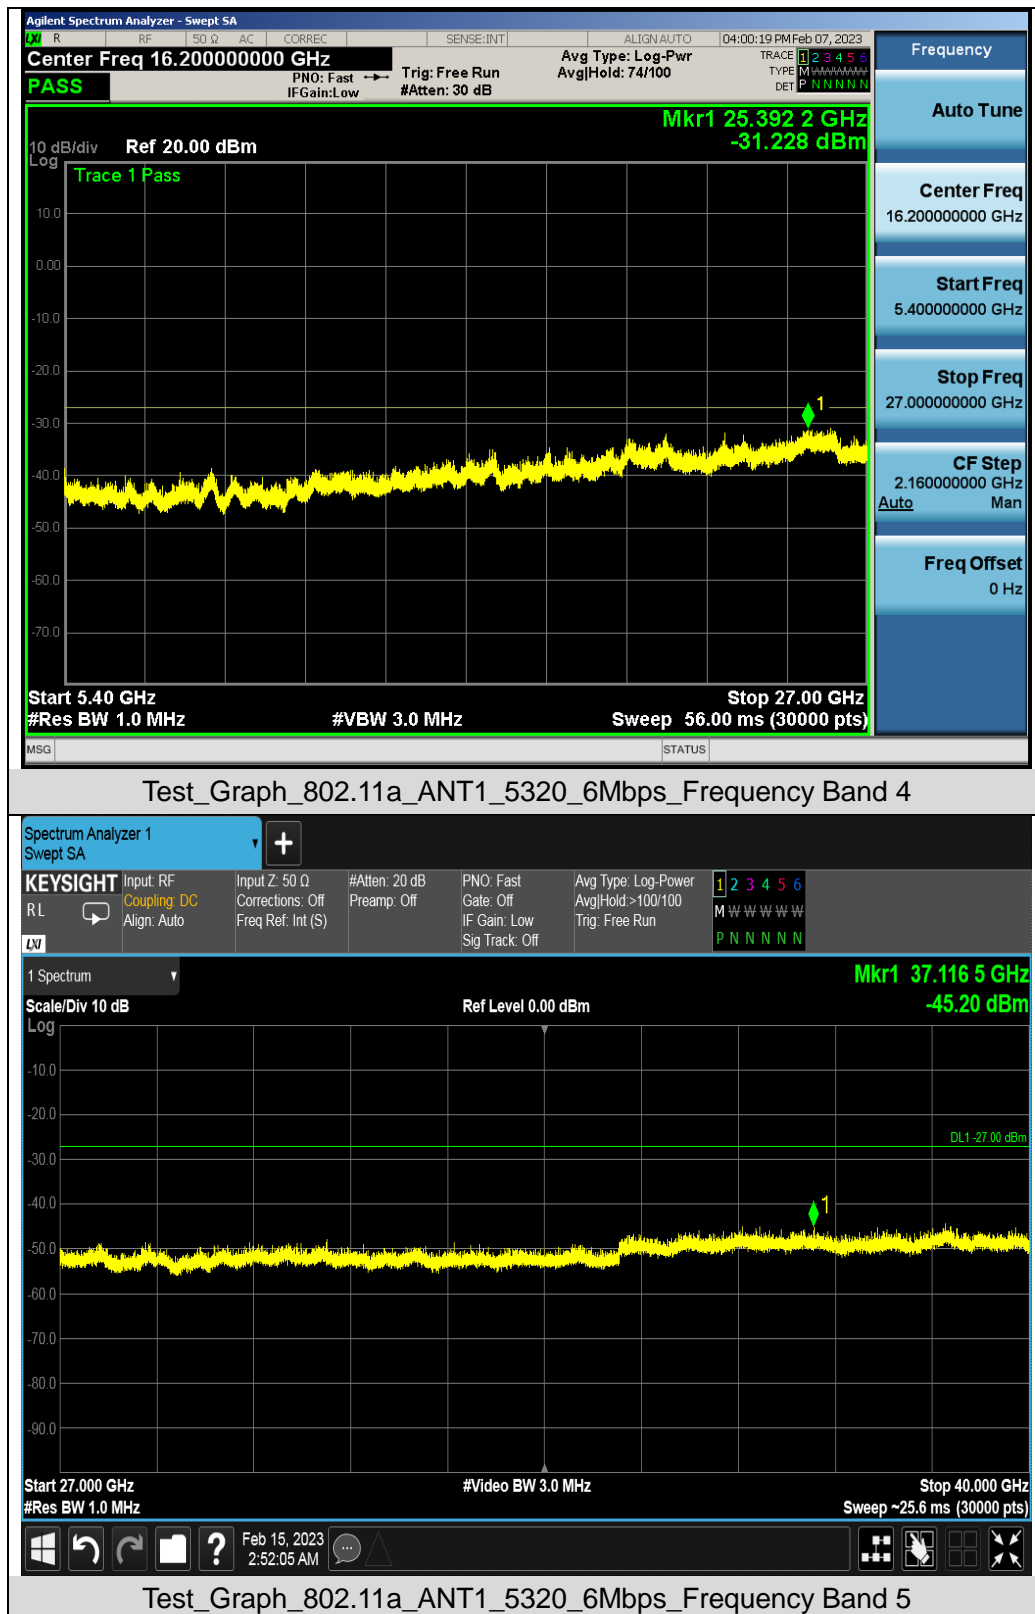 Agilent Spectrum Analyzer - Swept SA
LXI R RF 50 Ω AC CORREC SENSE:INT ALIGN AUTO 04:00:19 PM Feb 07, 2023
Center Freq 16.200000000 GHz
PNO: Fast
IFGain:Low
Trig: Free Run
#Atten: 30 dB
Avg Type: Log-Pwr
Avg|Hold: 74/100
TRACE 1 2 3 4 5 6
TYPE M W W W W W
DET P N N N N N
PASS
Mkr1 25.392 2 GHz
-31.228 dBm
10 dB/div Ref 20.00 dBm
Log
Trace 1 Pass
10.0
0.00
-10.0
-20.0
-30.0
-40.0
-50.0
-60.0
-70.0
1
Start 5.40 GHz Stop 27.00 GHz
#Res BW 1.0 MHz #VBW 3.0 MHz Sweep 56.00 ms (30000 pts)
MSG STATUS
Frequency
Auto Tune
Center Freq
16.200000000 GHz
Start Freq
5.400000000 GHz
Stop Freq
27.000000000 GHz
CF Step
2.160000000 GHz
Auto Man
Freq Offset
0 Hz
Test_Graph_802.11a_ANT1_5320_6Mbps_Frequency Band 4
Spectrum Analyzer 1
Swept SA
+
KEYSIGHT
R L
LXI
Input: RF
Coupling: DC
Align: Auto
Input Z: 50 Ω
Corrections: Off
Freq Ref: Int (S)
#Atten: 20 dB
Preamp: Off
PNO: Fast
Gate: Off
IF Gain: Low
Sig Track: Off
Avg Type: Log-Power
Avg|Hold:>100/100
Trig: Free Run
1 2 3 4 5 6
M W W W W W
P N N N N N
1 Spectrum
Mkr1 37.116 5 GHz
-45.20 dBm
Scale/Div 10 dB Ref Level 0.00 dBm
Log
-10.0
-20.0
-30.0
-40.0
-50.0
-60.0
-70.0
-80.0
-90.0
DL1 -27.00 dBm
1
Start 27.000 GHz #Video BW 3.0 MHz Stop 40.000 GHz
#Res BW 1.0 MHz Sweep ~25.6 ms (30000 pts)
?
Feb 15, 2023
2:52:05 AM
Test_Graph_802.11a_ANT1_5320_6Mbps_Frequency Band 5